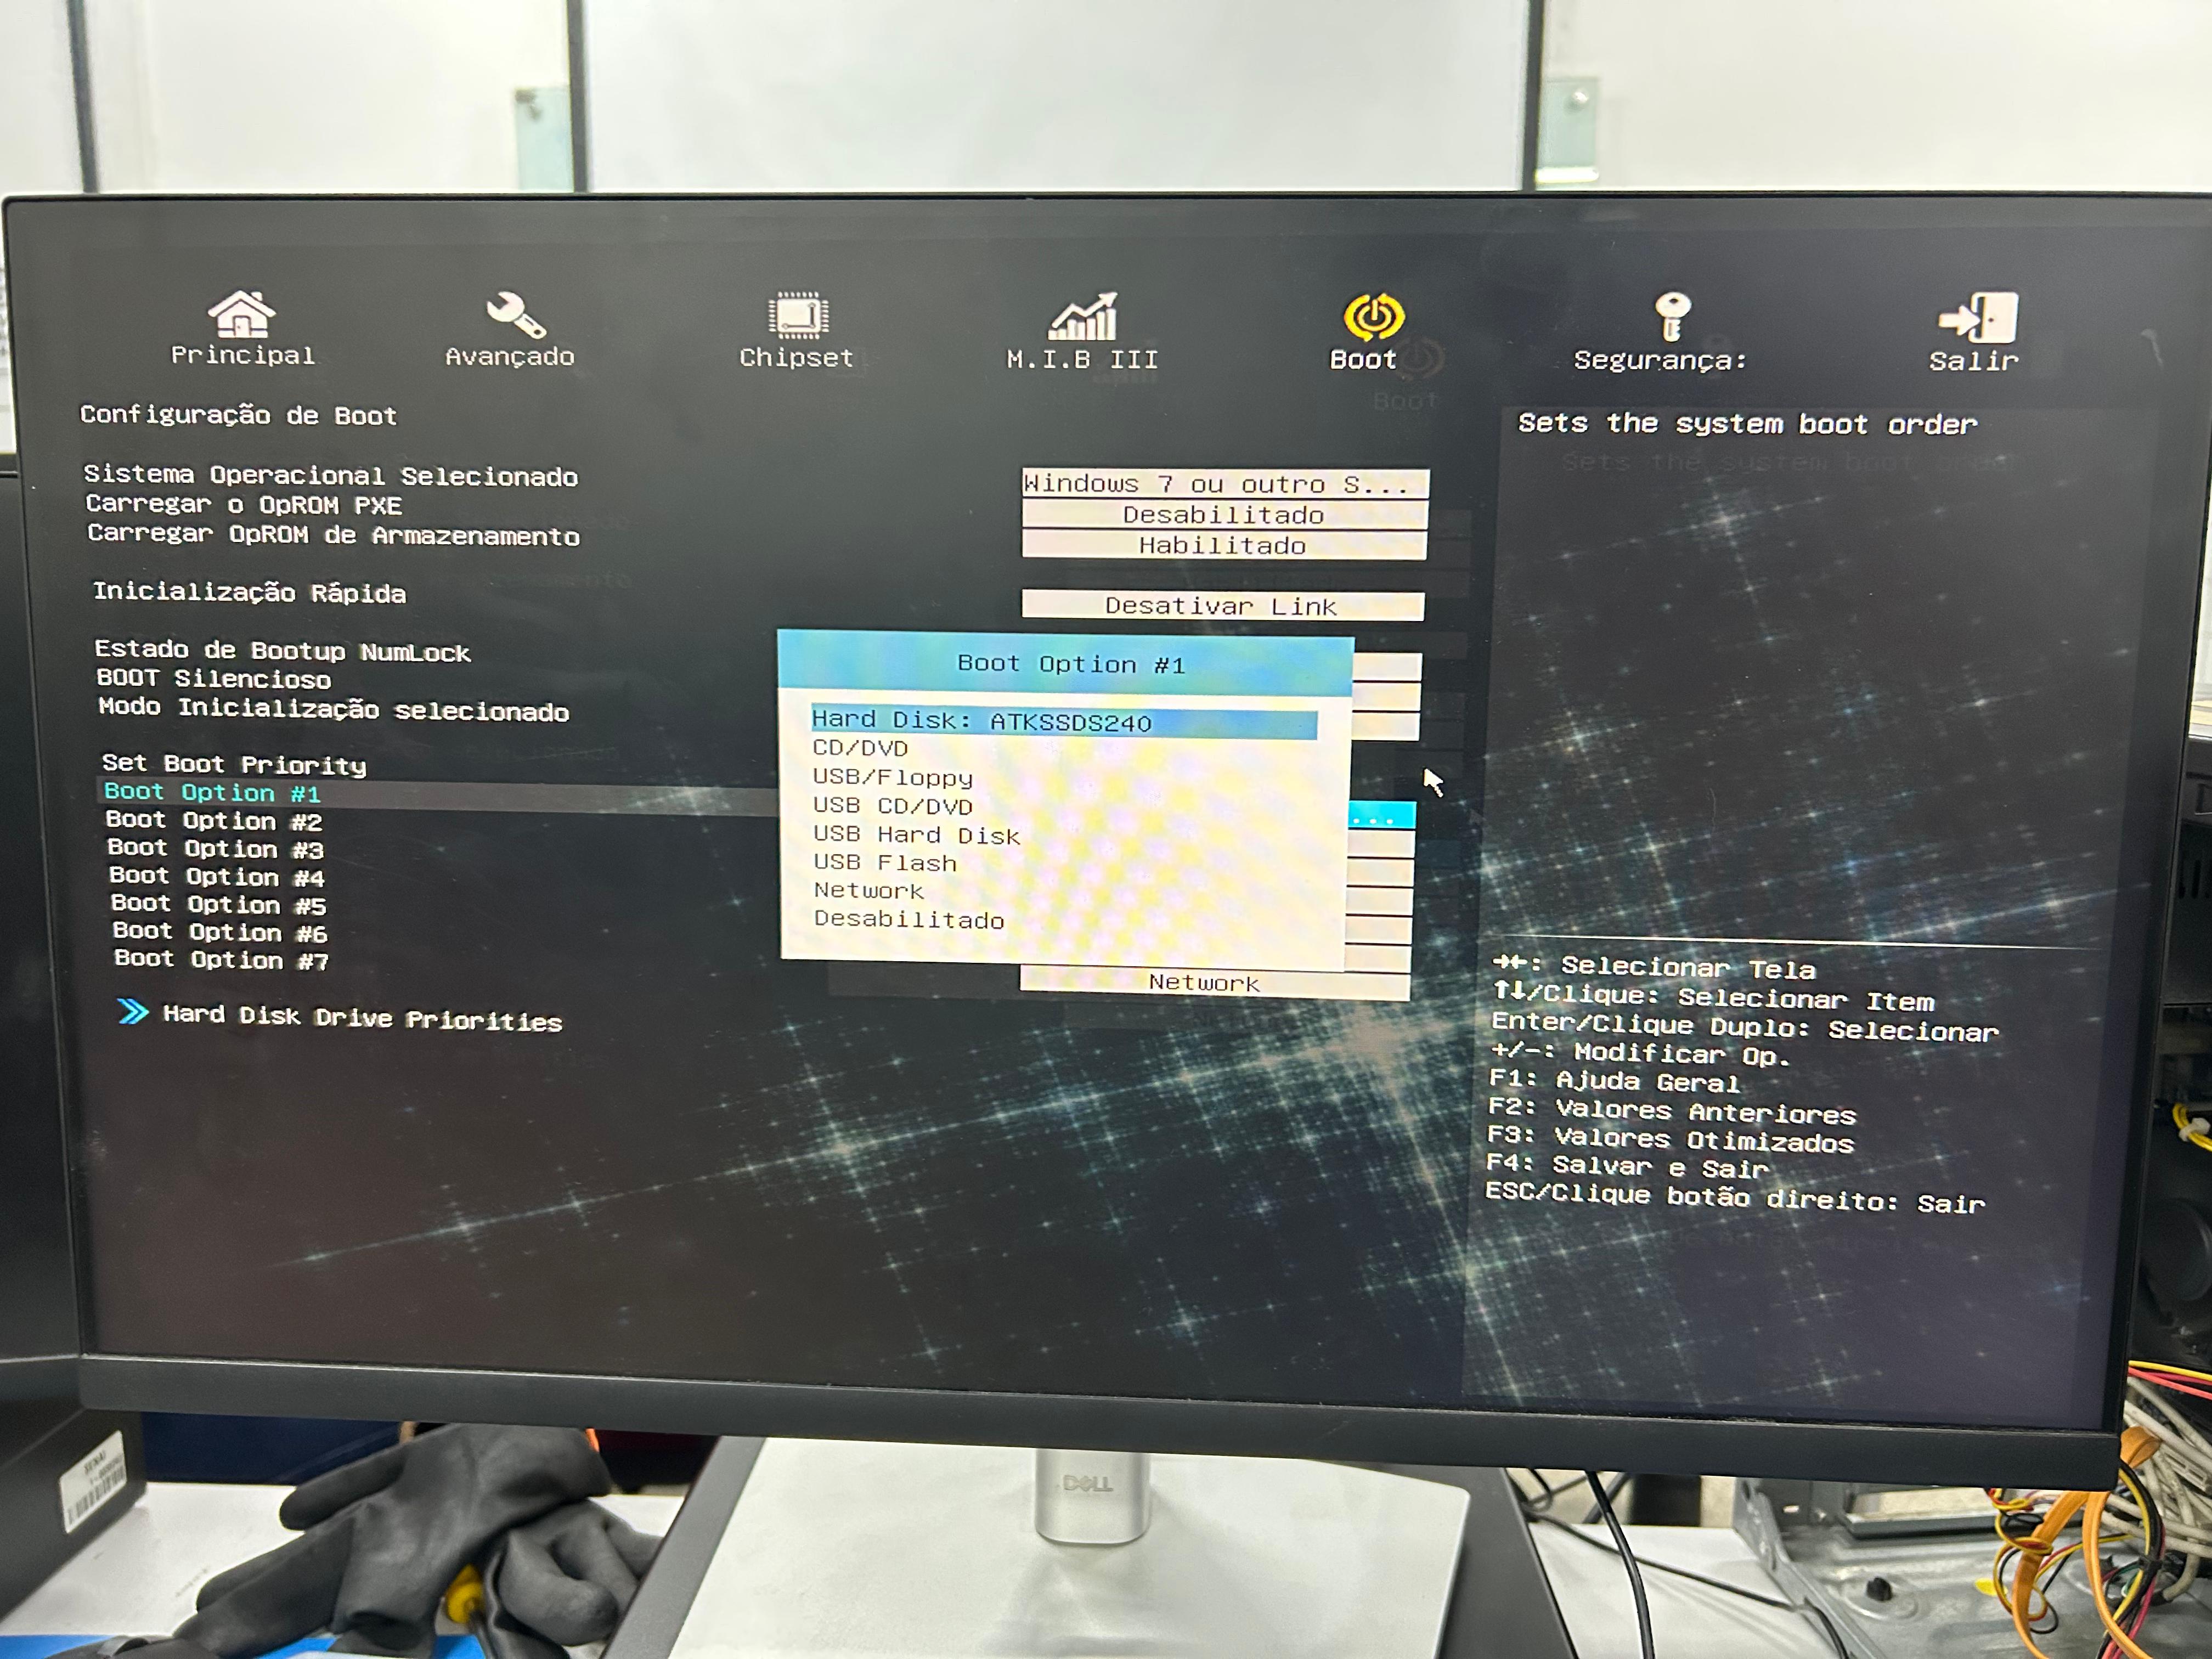 Principal Avançado Chipset M.I.B III Boot Segurança: Salir
Configuração de Boot
Sistema Operacional Selecionado Windows 7 ou outro S...
Carregar o OpROM PXE Desabilitado
Carregar OpROM de Armazenamento Habilitado
Inicialização Rápida Desativar Link
Estado de Bootup NumLock
BOOT Silencioso
Modo Inicialização selecionado
Set Boot Priority
Boot Option #1 ...
Boot Option #2
Boot Option #3
Boot Option #4
Boot Option #5
Boot Option #6
Boot Option #7 Network
Hard Disk Drive Priorities
Boot Option #1
Hard Disk: ATKSSDS240
CD/DVD
USB/Floppy
USB CD/DVD
USB Hard Disk
USB Flash
Network
Desabilitado
Sets the system boot order
→←: Selecionar Tela
↑↓/Clique: Selecionar Item
Enter/Clique Duplo: Selecionar
+/-: Modificar Op.
F1: Ajuda Geral
F2: Valores Anteriores
F3: Valores Otimizados
F4: Salvar e Sair
ESC/Clique botão direito: Sair
DELL
SENAI